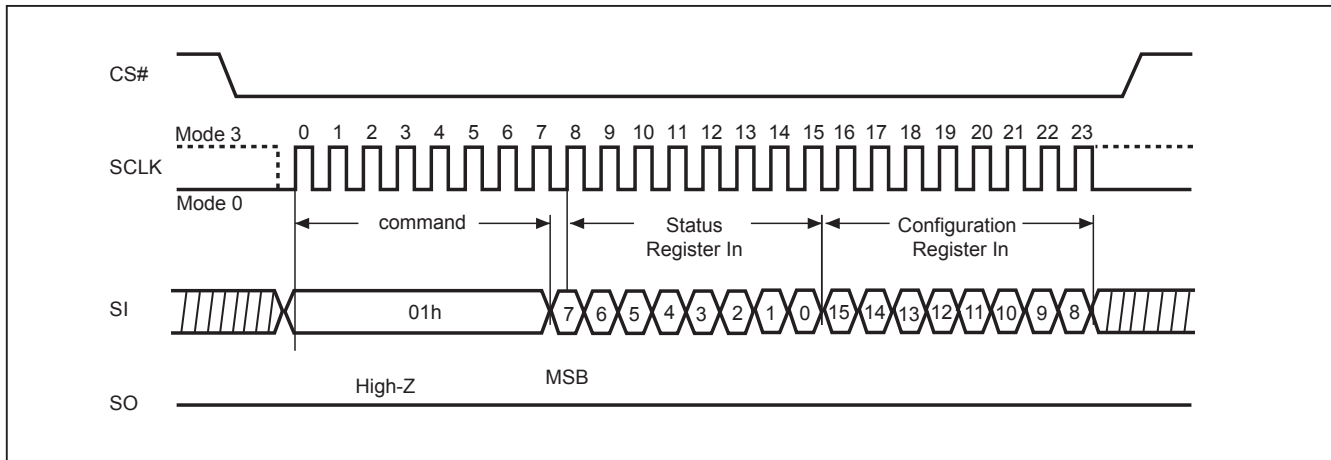 CS#
Mode 3
0 1 2 3 4 5 6 7 8 9 10 11 12 13 14 15 16 17 18 19 20 21 22 23
SCLK
Mode 0
command
Status
Register In
Configuration
Register In
SI
01h
7 6 5 4 3 2 1 0 15 14 13 12 11 10 9 8
High-Z
MSB
SO